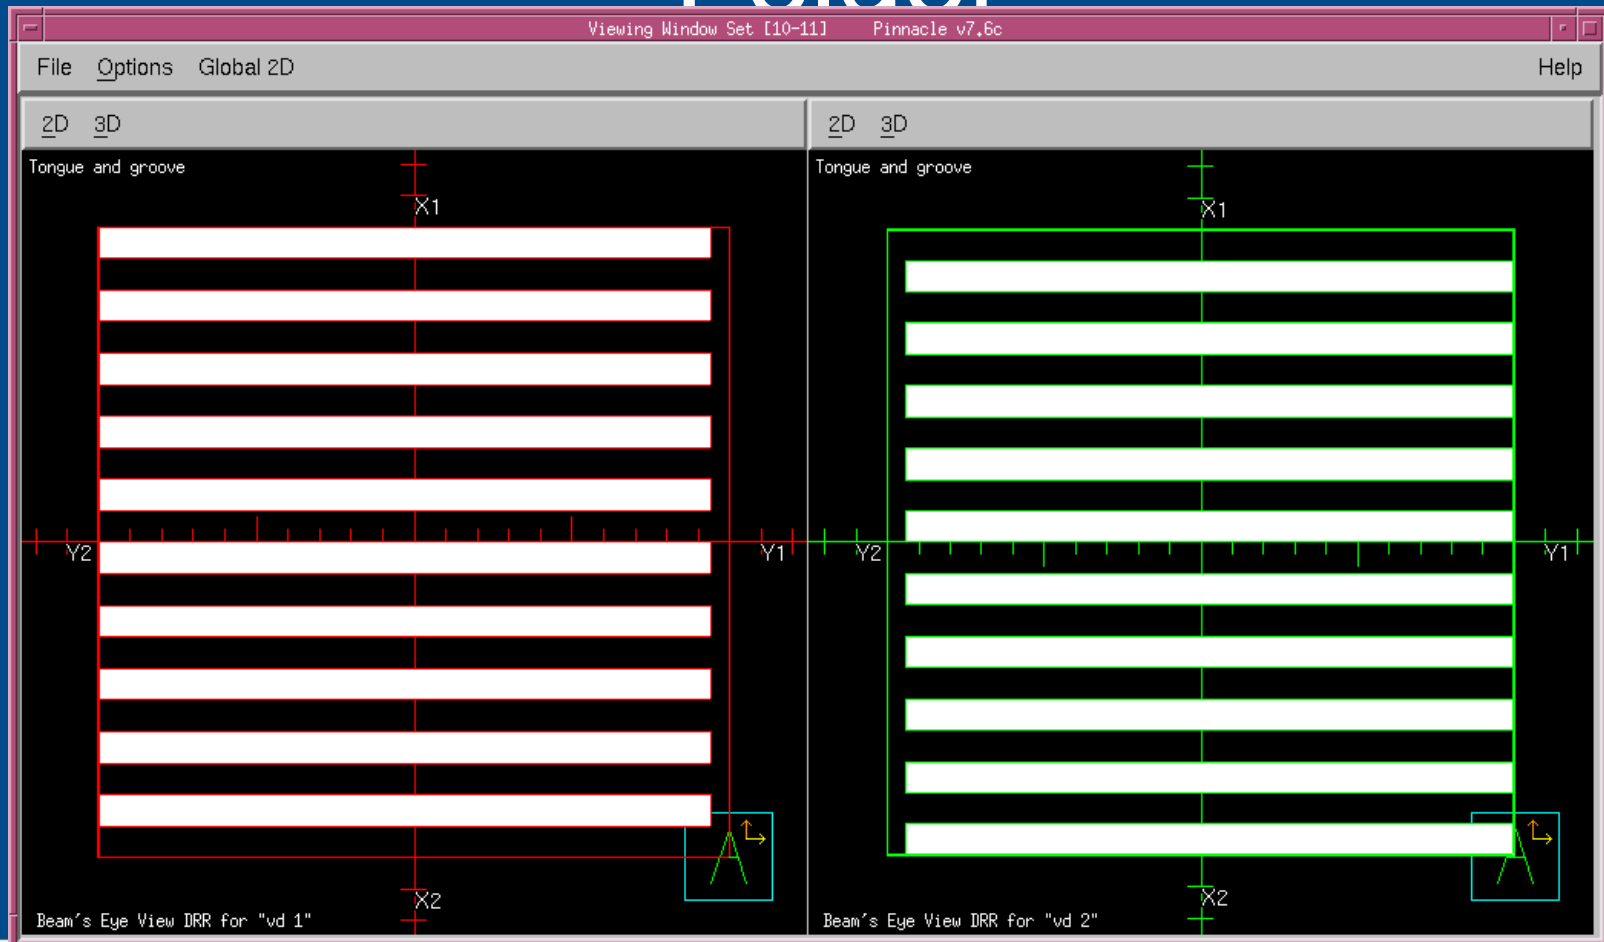 Viewing Window Set [10-11] Pinnacle v7.6c
File Options Global 2D Help
2D 3D
2D 3D
Tongue and groove
Tongue and groove
X1
X1
Y2
Y1
Y2
Y1
X2
X2
Beam's Eye View DRR for "vd 1"
Beam's Eye View DRR for "vd 2"